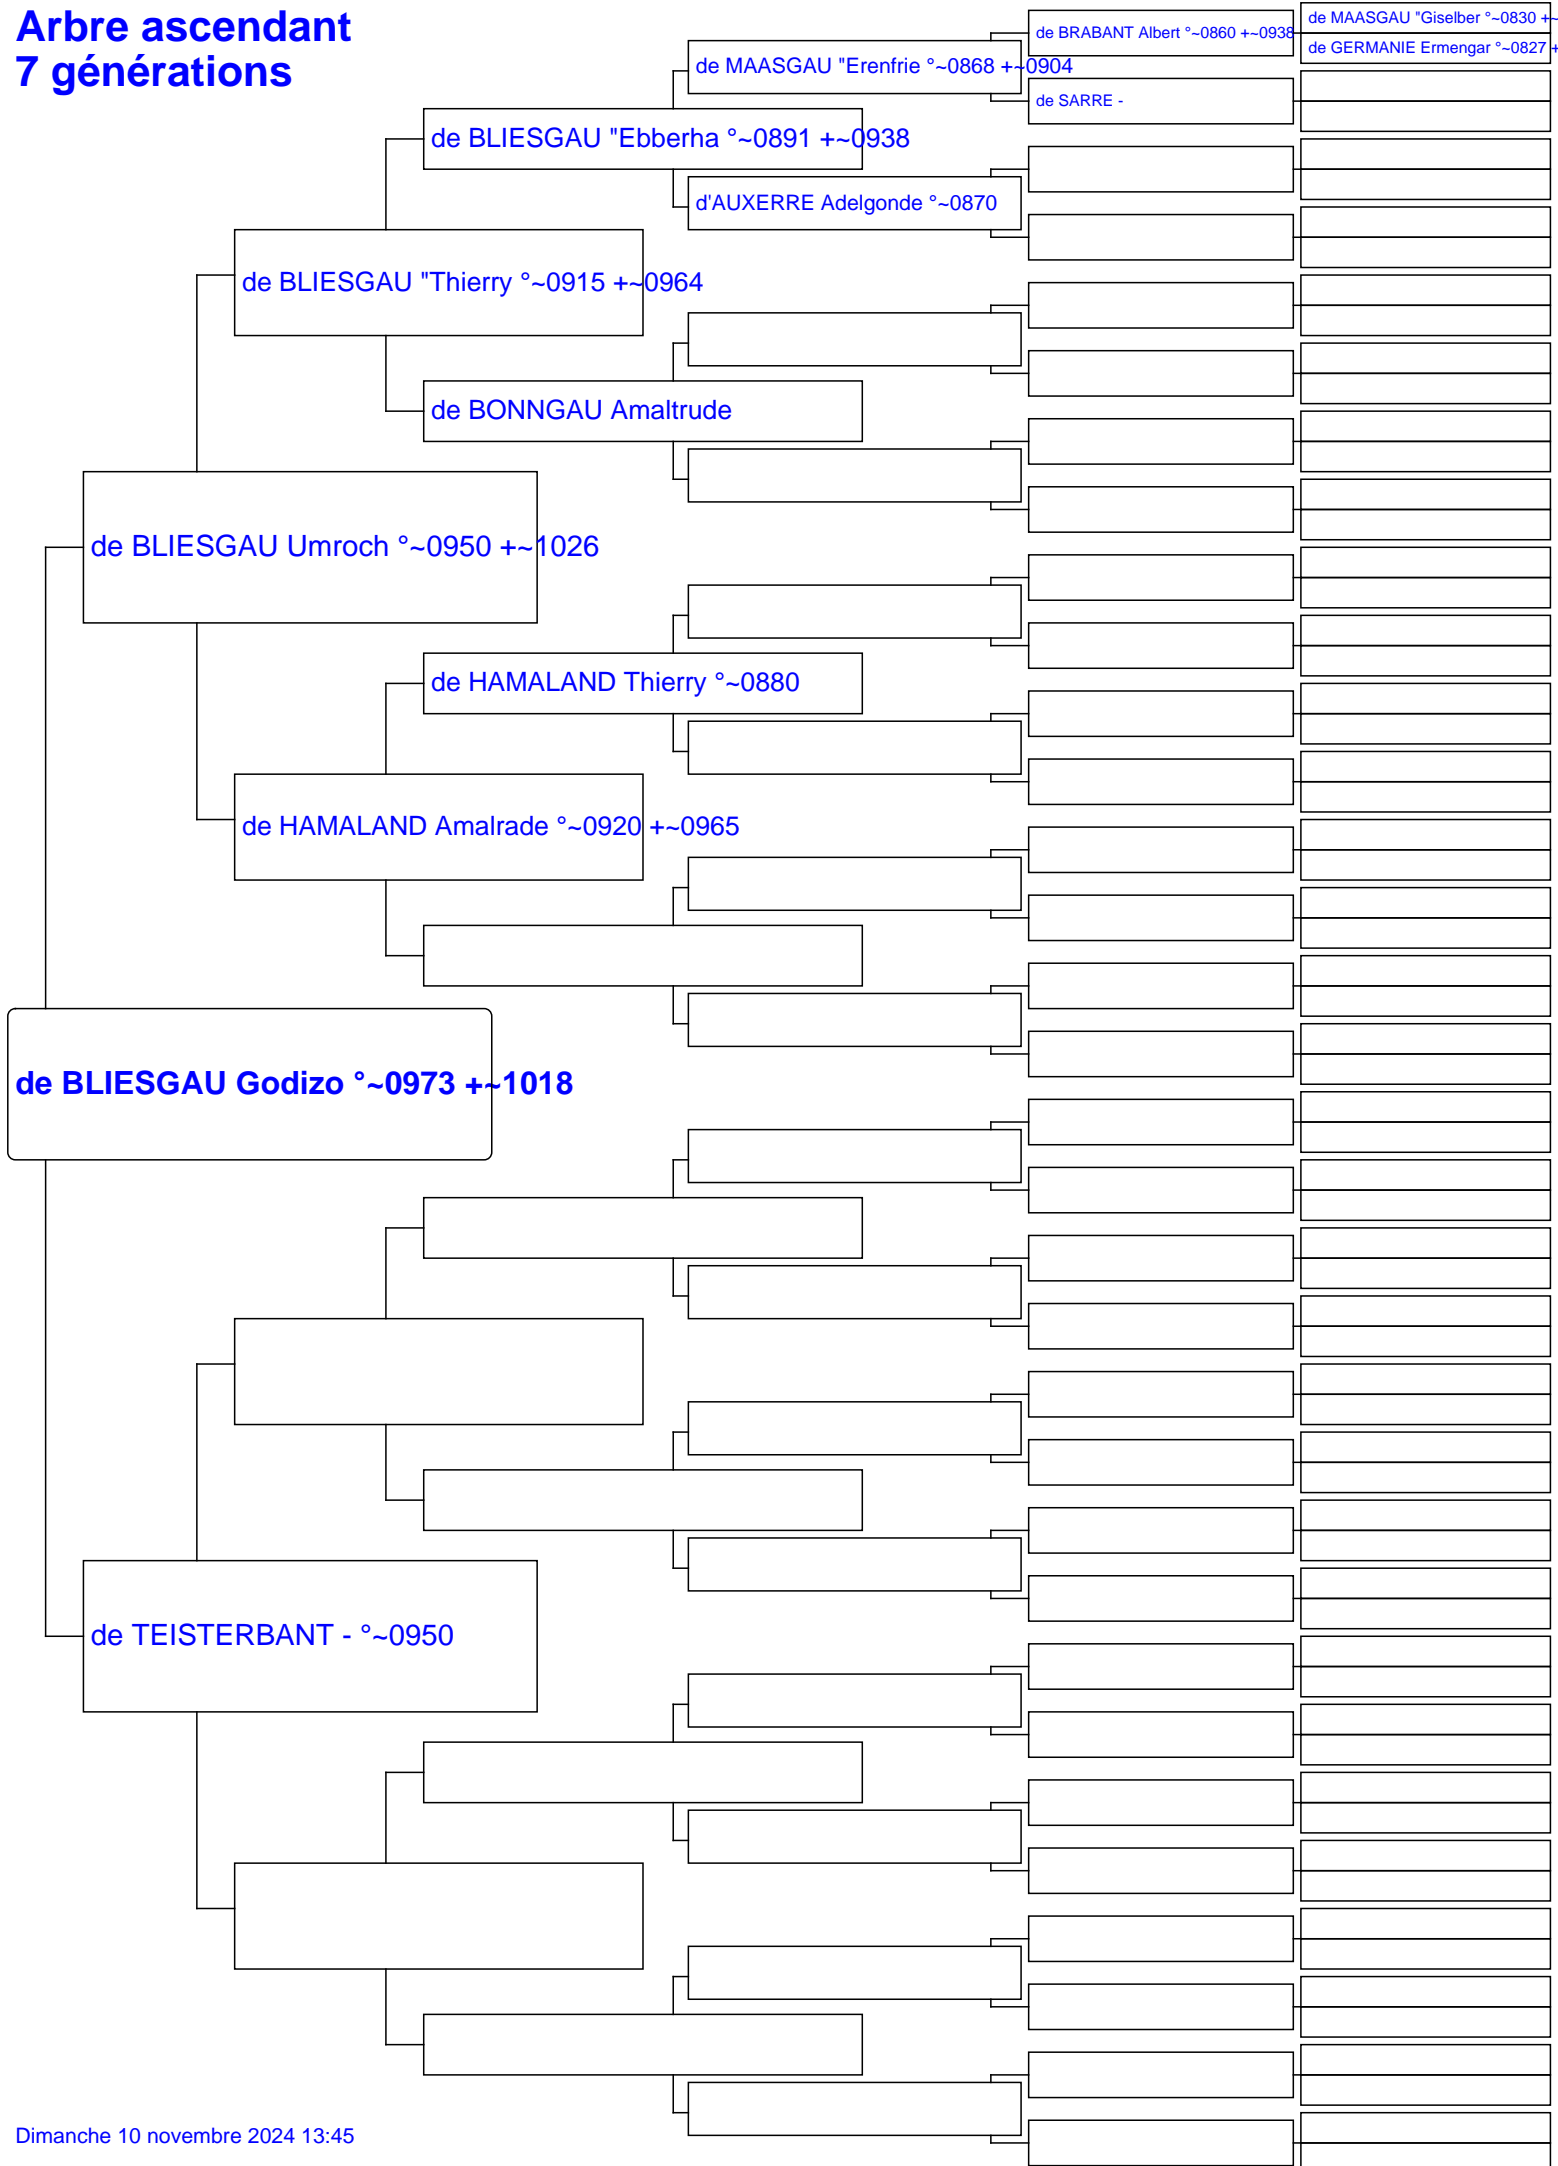 Arbre ascendant
7 générations
de MAASGAU "Giselber °~0830 +~
de BRABANT Albert °~0860 +~0938
de GERMANIE Ermengar °~0827 +
de MAASGAU "Erenfrie °~0868 +~0904
de SARRE -
de BLIESGAU "Ebberha °~0891 +~0938
d'AUXERRE Adelgonde °~0870
de BLIESGAU "Thierry °~0915 +~0964
de BONNGAU Amaltrude
de BLIESGAU Umroch °~0950 +~1026
de HAMALAND Thierry °~0880
de HAMALAND Amalrade °~0920 +~0965
de BLIESGAU Godizo °~0973 +~1018
de TEISTERBANT - °~0950
Dimanche 10 novembre 2024 13:45